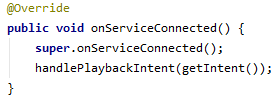 @Override
public void onServiceConnected() {
    super.onServiceConnected();
    handlePlaybackIntent(getIntent());
}